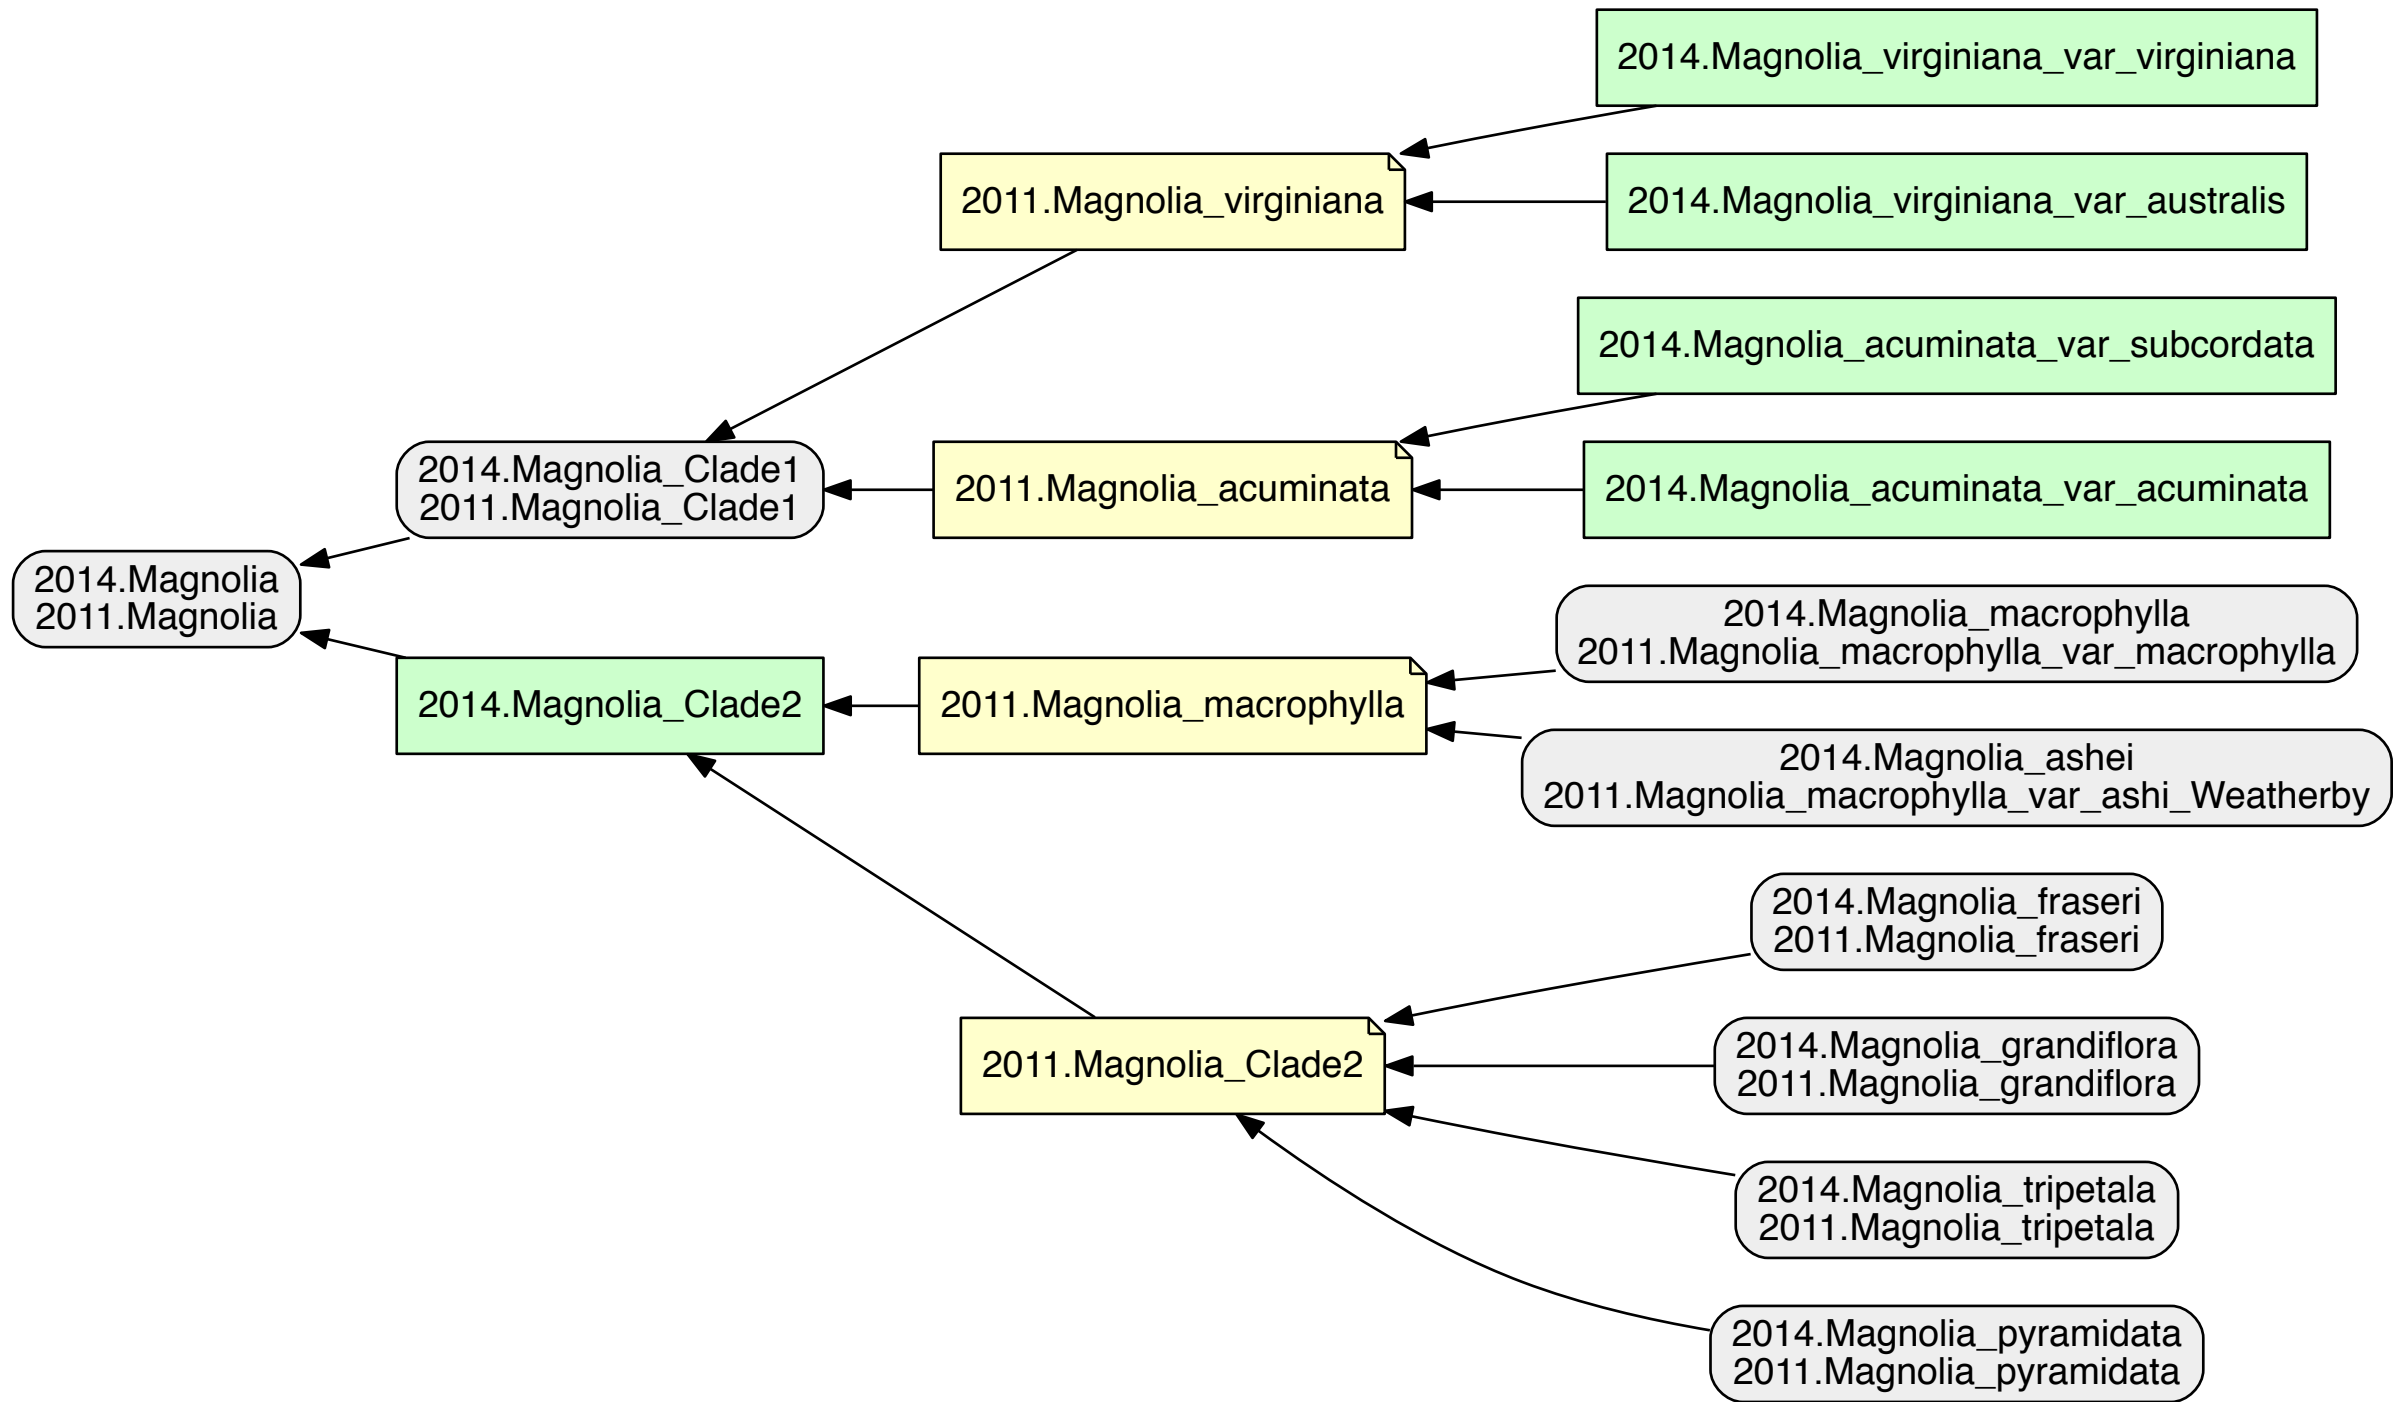 2014.Magnolia_virginiana_var_virginiana
2011.Magnolia_virginiana
2014.Magnolia_virginiana_var_australis
2014.Magnolia_acuminata_var_subcordata
2014.Magnolia_Clade1
2011.Magnolia_Clade1
2011.Magnolia_acuminata
2014.Magnolia_acuminata_var_acuminata
2014.Magnolia
2011.Magnolia
2014.Magnolia_macrophylla
2011.Magnolia_macrophylla_var_macrophylla
2014.Magnolia_Clade2
2011.Magnolia_macrophylla
2014.Magnolia_ashei
2011.Magnolia_macrophylla_var_ashi_Weatherby
2014.Magnolia_fraseri
2011.Magnolia_fraseri
2011.Magnolia_Clade2
2014.Magnolia_grandiflora
2011.Magnolia_grandiflora
2014.Magnolia_tripetala
2011.Magnolia_tripetala
2014.Magnolia_pyramidata
2011.Magnolia_pyramidata